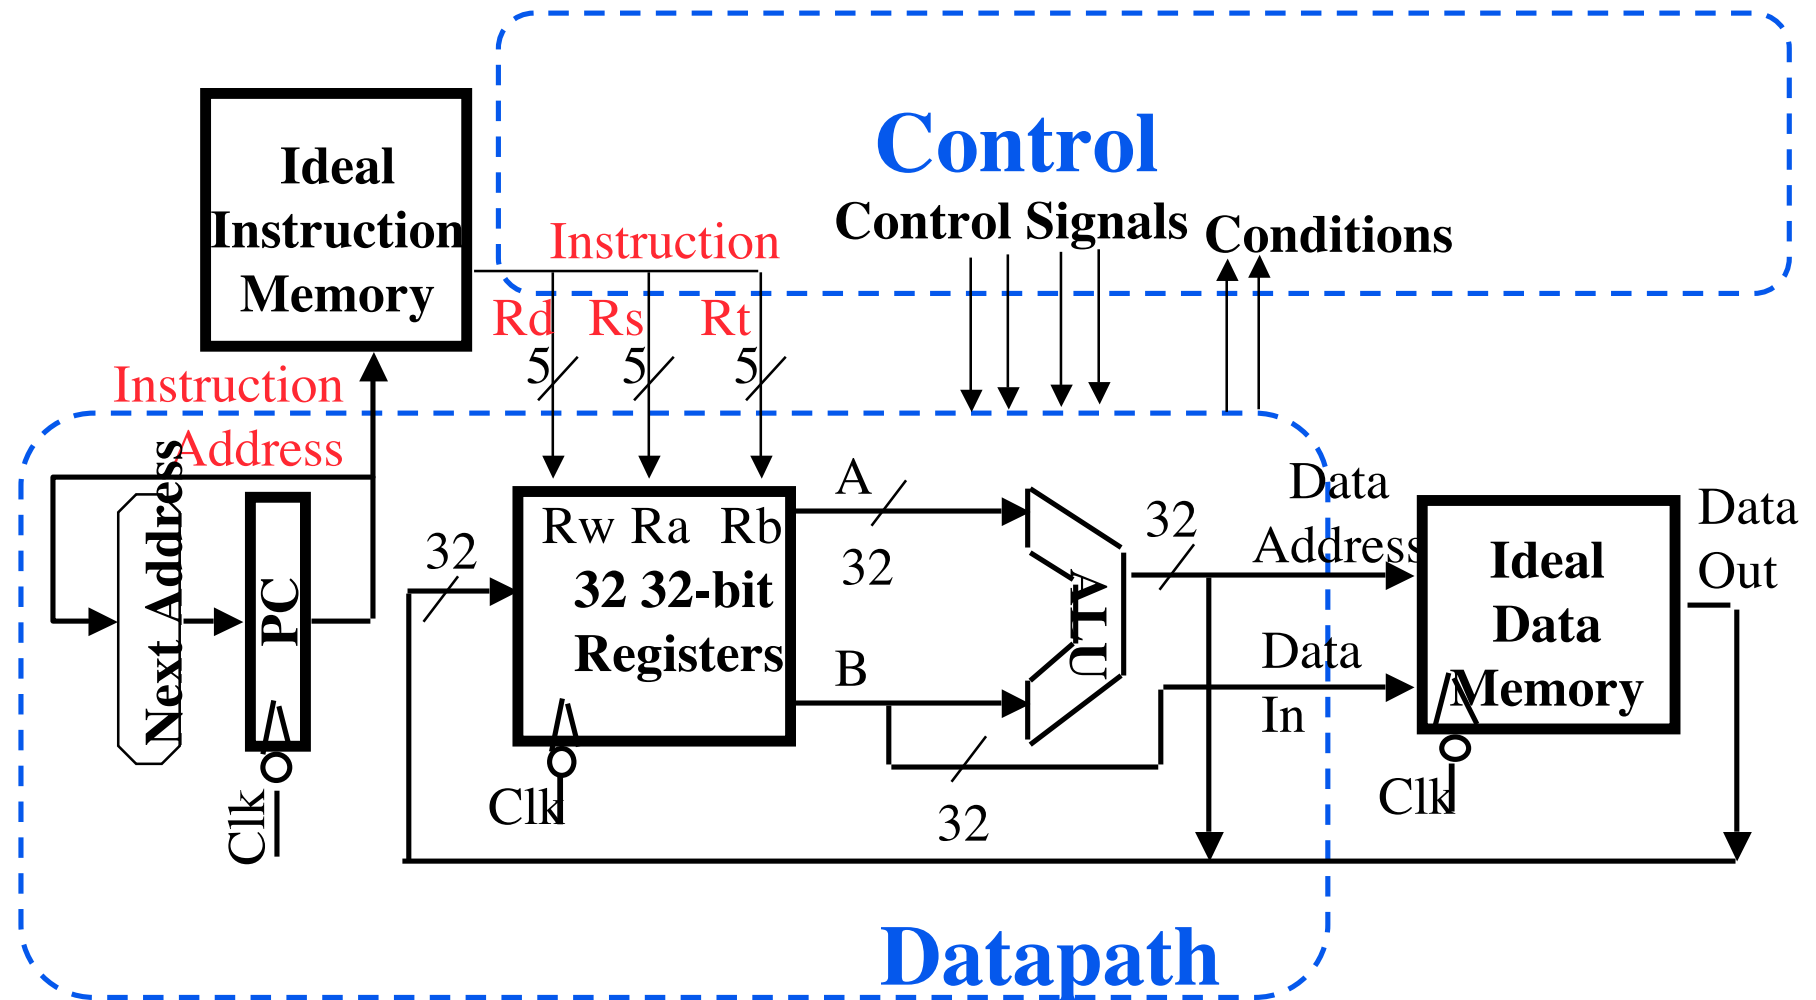 Control
Ideal
Instruction
Memory
Control Signals
Conditions
Instruction
Rd
Rs
Rt
5
5
5
Instruction
Address
Next Address
PC
Clk
32
Rw
Ra
Rb
32 32-bit
Registers
Clk
A
32
B
32
ALU
32
Data
Address
Data
In
Ideal
Data
Memory
Clk
Data
Out
Datapath